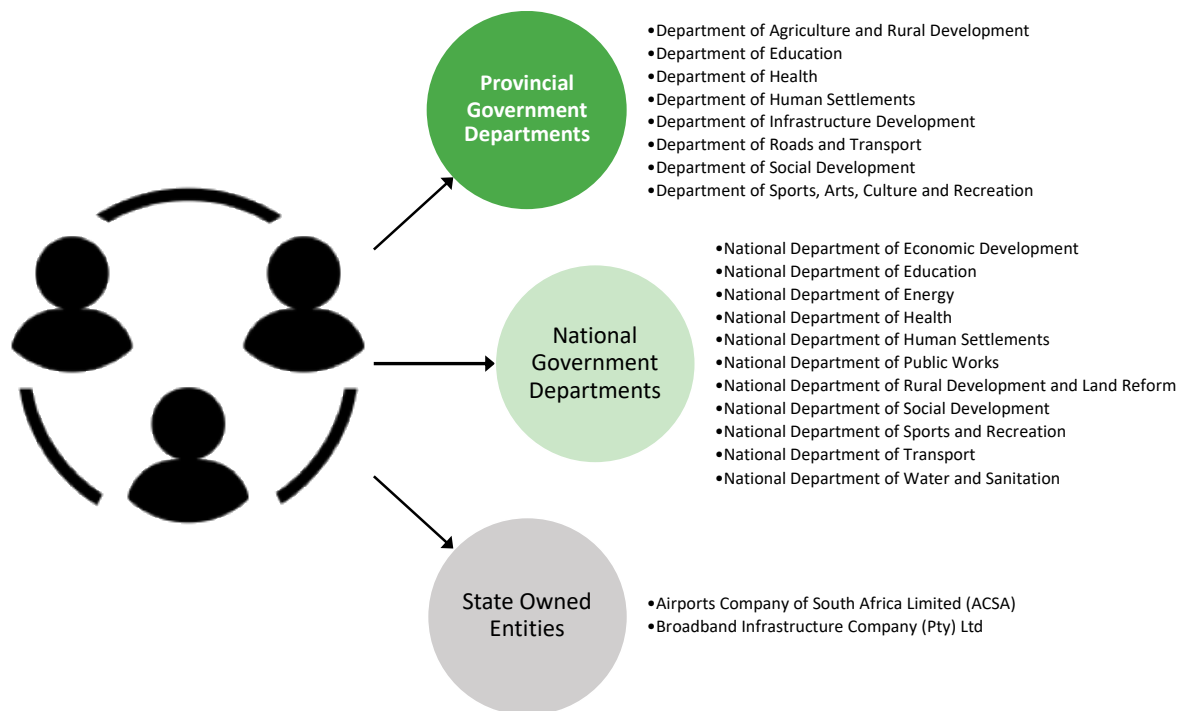 Provincial
Government
Departments
•Department of Agriculture and Rural Development
•Department of Education
•Department of Health
•Department of Human Settlements
•Department of Infrastructure Development
•Department of Roads and Transport
•Department of Social Development
•Department of Sports, Arts, Culture and Recreation
National
Government
Departments
•National Department of Economic Development
•National Department of Education
•National Department of Energy
•National Department of Health
•National Department of Human Settlements
•National Department of Public Works
•National Department of Rural Development and Land Reform
•National Department of Social Development
•National Department of Sports and Recreation
•National Department of Transport
•National Department of Water and Sanitation
State Owned
Entities
•Airports Company of South Africa Limited (ACSA)
•Broadband Infrastructure Company (Pty) Ltd